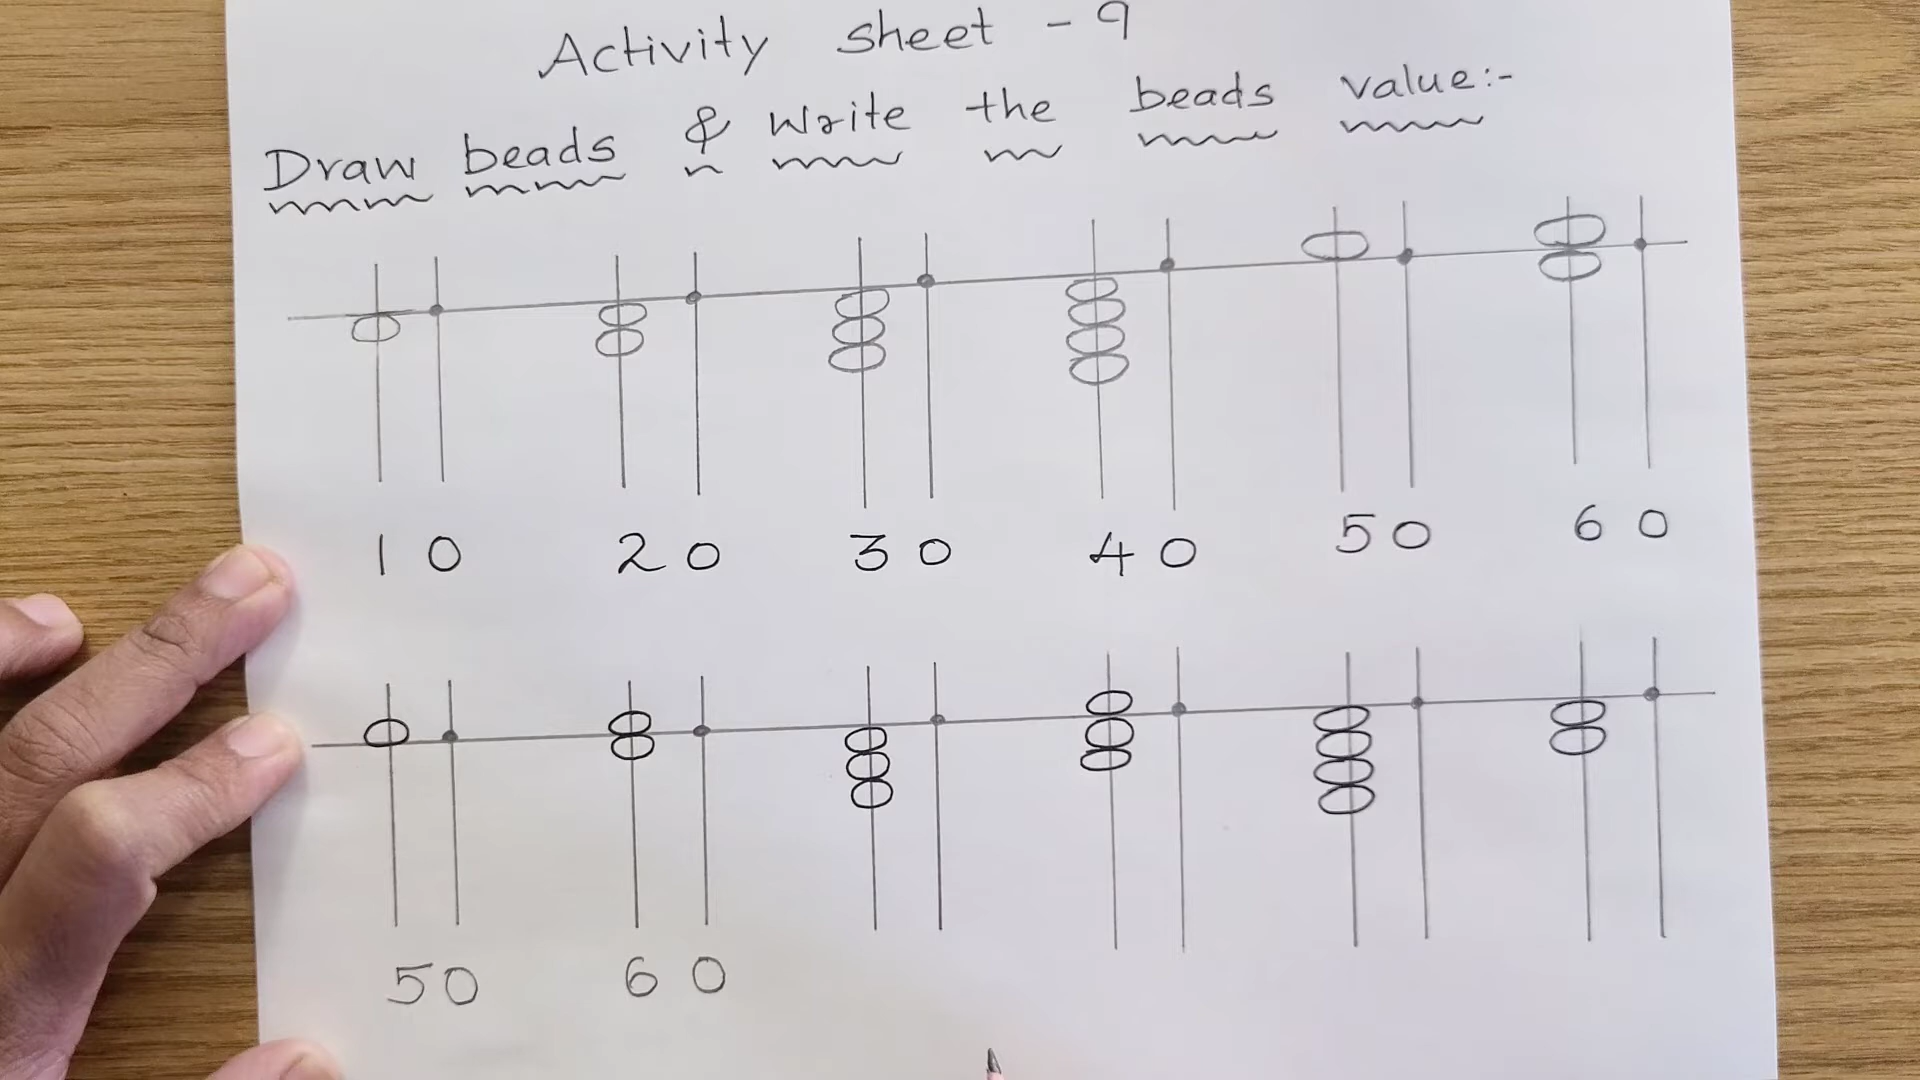 Activity sheet - 9
Draw beads & Write the beads value:-
10 20 30 40 50 60
50 60